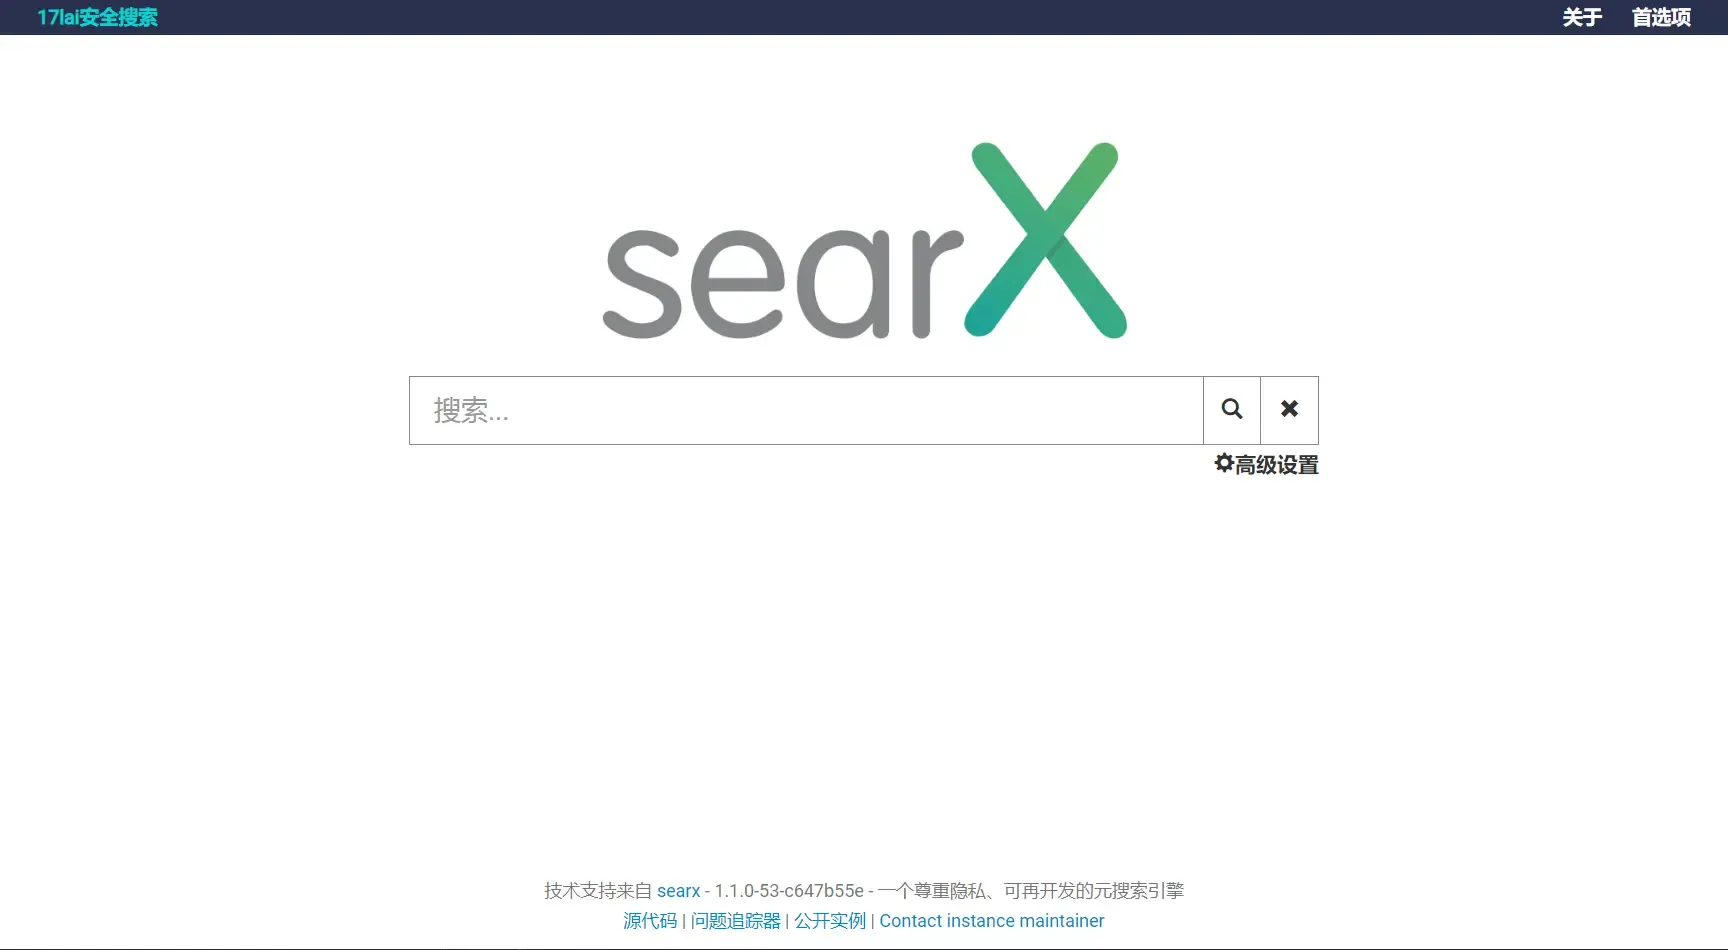 17lai安全搜索 关于 首选项
searX
搜索...
高级设置
技术支持来自 searx - 1.1.0-53-c647b55e - 一个尊重隐私、可再开发的元搜索引擎
源代码 | 问题追踪器 | 公开实例 | Contact instance maintainer